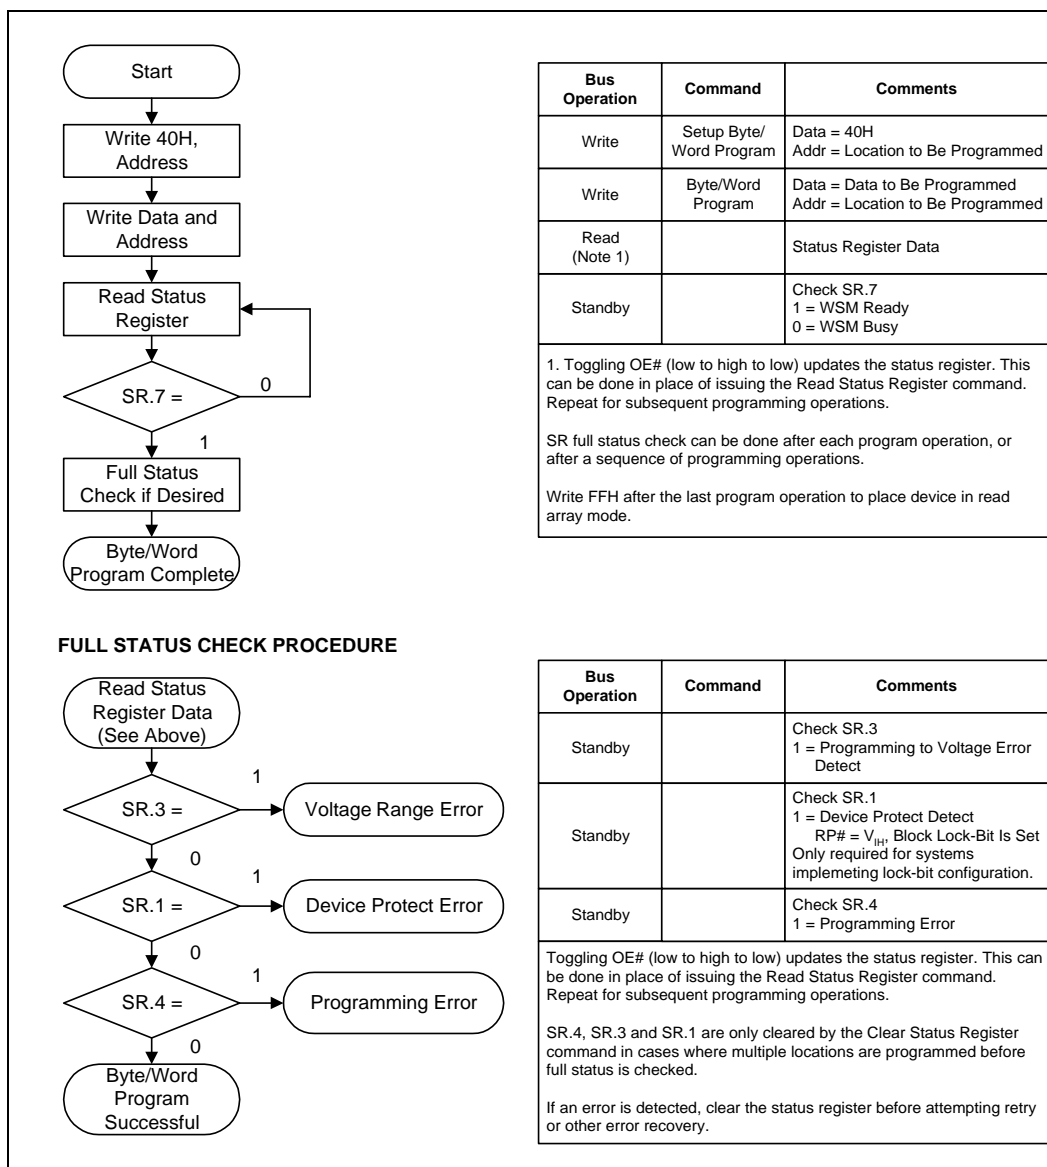 Start
Write 40H,
Address
Write Data and
Address
Read Status
Register
SR.7 =
0
1
Full Status
Check if Desired
Byte/Word
Program Complete
Bus
Operation
Command
Comments
Write
Setup Byte/
Word Program
Data = 40H
Addr = Location to Be Programmed
Write
Byte/Word
Program
Data = Data to Be Programmed
Addr = Location to Be Programmed
Read
(Note 1)
Status Register Data
Standby
Check SR.7
1 = WSM Ready
0 = WSM Busy
1. Toggling OE# (low to high to low) updates the status register. This
can be done in place of issuing the Read Status Register command.
Repeat for subsequent programming operations.
SR full status check can be done after each program operation, or
after a sequence of programming operations.
Write FFH after the last program operation to place device in read
array mode.
FULL STATUS CHECK PROCEDURE
Read Status
Register Data
(See Above)
SR.3 =
1
Voltage Range Error
0
SR.1 =
1
Device Protect Error
0
SR.4 =
1
Programming Error
0
Byte/Word
Program
Successful
Bus
Operation
Command
Comments
Standby
Check SR.3
1 = Programming to Voltage Error
Detect
Standby
Check SR.1
1 = Device Protect Detect
RP# = VIH, Block Lock-Bit Is Set
Only required for systems
implemeting lock-bit configuration.
Standby
Check SR.4
1 = Programming Error
Toggling OE# (low to high to low) updates the status register. This can
be done in place of issuing the Read Status Register command.
Repeat for subsequent programming operations.
SR.4, SR.3 and SR.1 are only cleared by the Clear Status Register
command in cases where multiple locations are programmed before
full status is checked.
If an error is detected, clear the status register before attempting retry
or other error recovery.